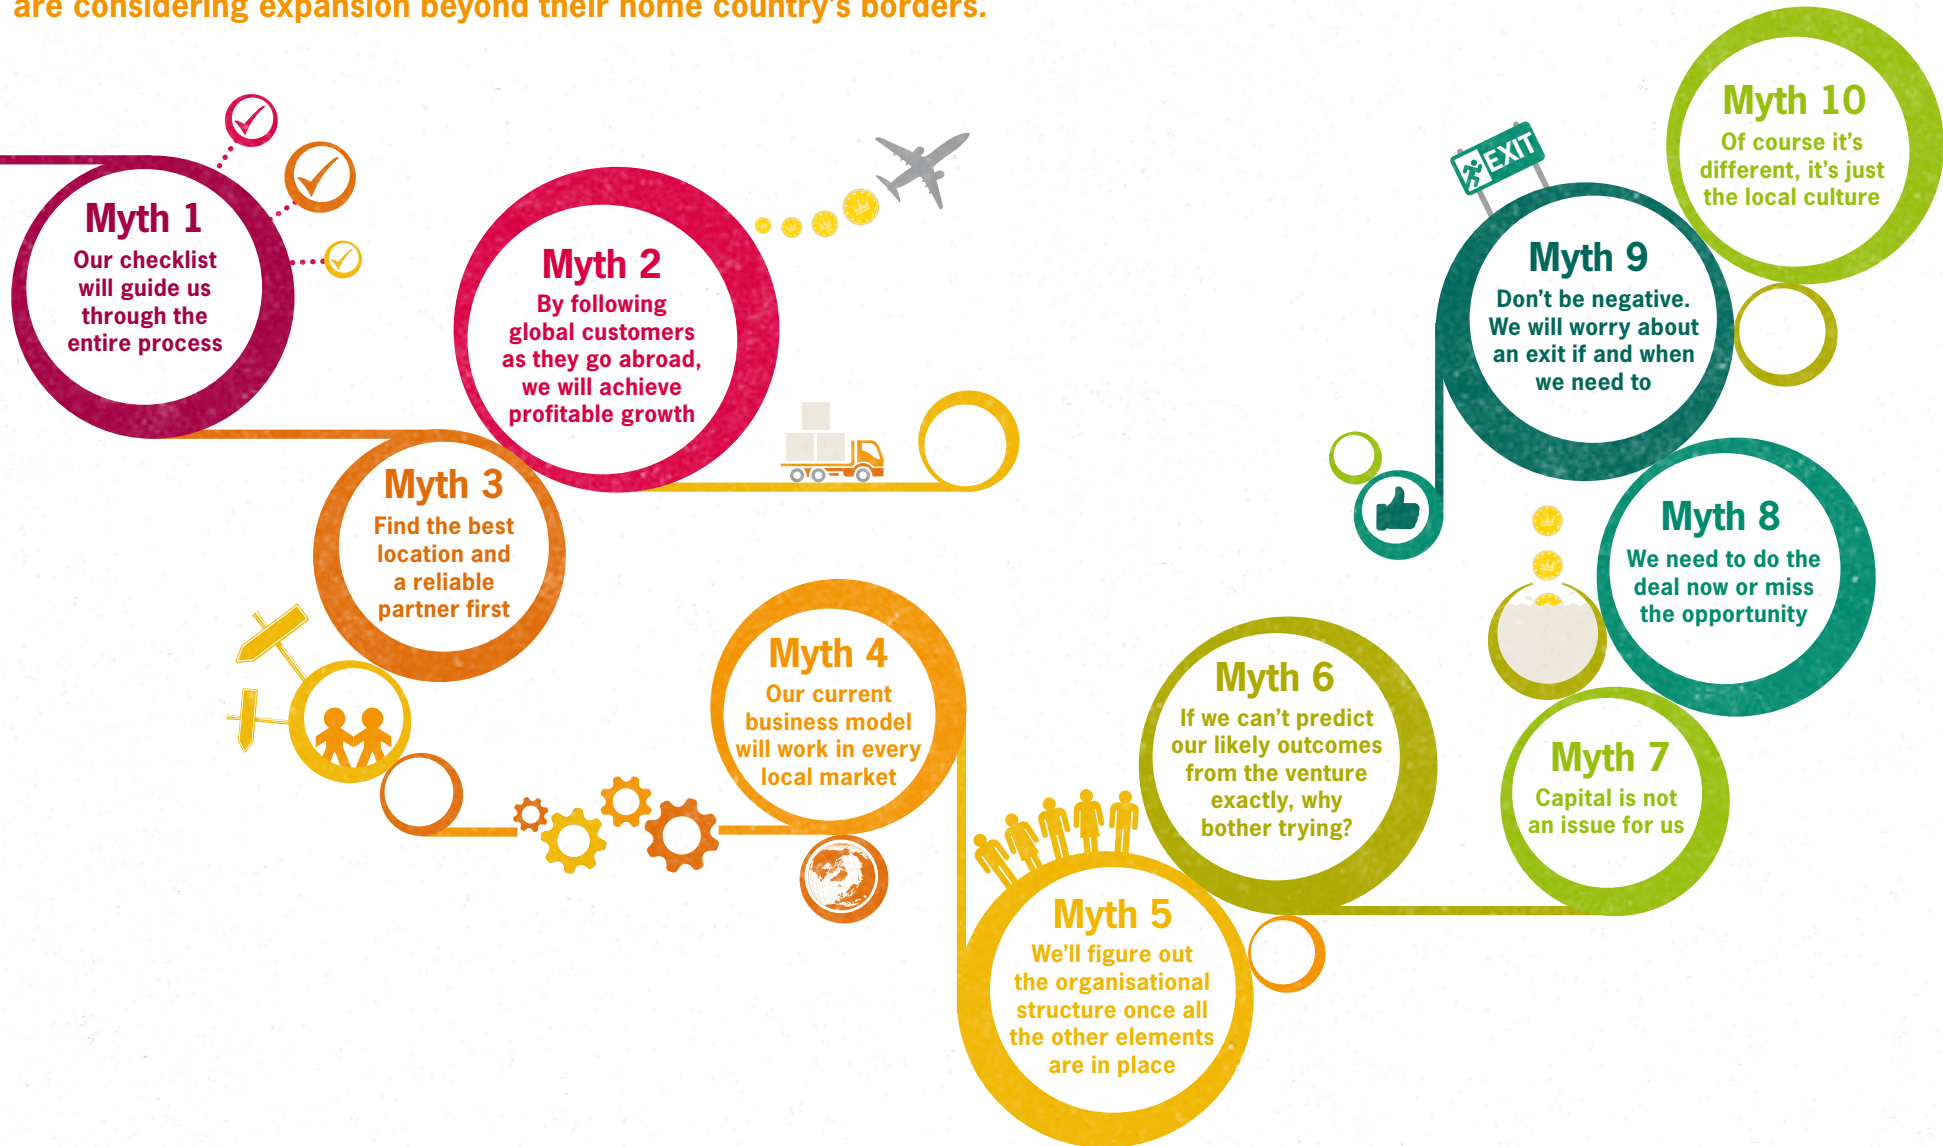 are considering expansion beyond their home country's borders.
Myth 1
Our checklist
will guide us
through the
entire process
Myth 2
By following
global customers
as they go abroad,
we will achieve
profitable growth
Myth 3
Find the best
location and
a reliable
partner first
Myth 4
Our current
business model
will work in every
local market
Myth 5
We'll figure out
the organisational
structure once all
the other elements
are in place
Myth 6
If we can't predict
our likely outcomes
from the venture
exactly, why
bother trying?
Myth 7
Capital is not
an issue for us
Myth 8
We need to do the
deal now or miss
the opportunity
EXIT
Myth 9
Don't be negative.
We will worry about
an exit if and when
we need to
Myth 10
Of course it's
different, it's just
the local culture